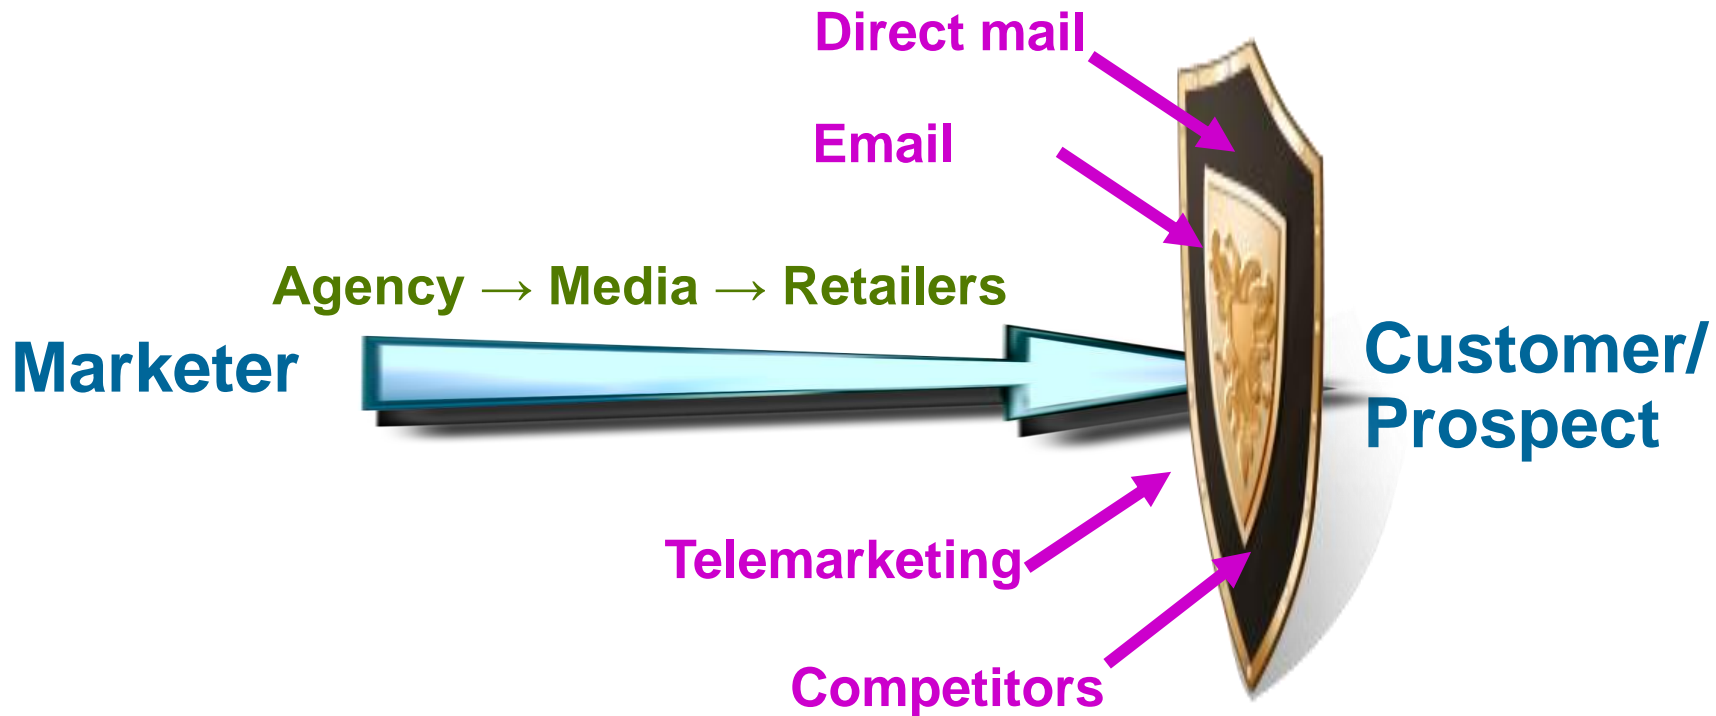 Direct mail
Email
Agency → Media → Retailers
Marketer
Customer/
Prospect
Telemarketing
Competitors